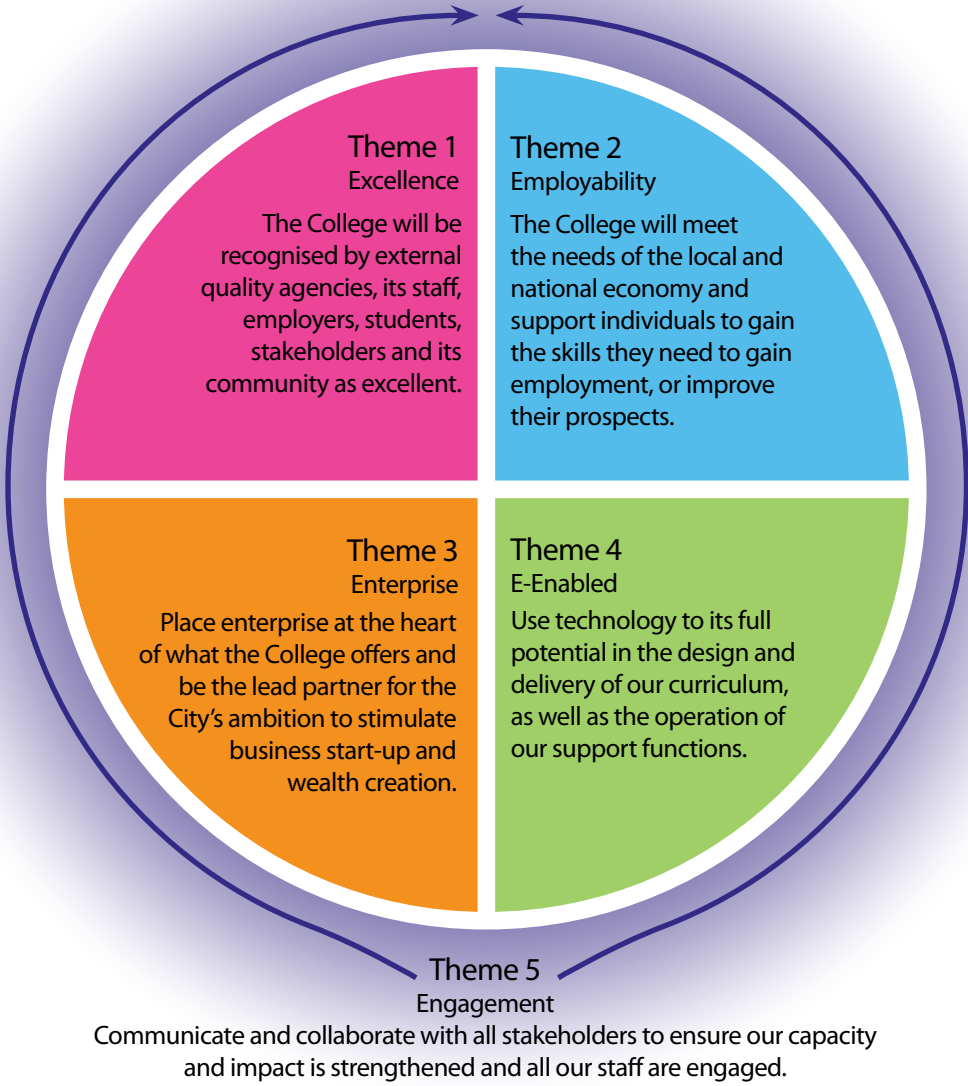 Theme 1
Excellence
The College will be
recognised by external
quality agencies, its staff,
employers, students,
stakeholders and its
community as excellent.
Theme 2
Employability
The College will meet
the needs of the local and
national economy and
support individuals to gain
the skills they need to gain
employment, or improve
their prospects.
Theme 3
Enterprise
Place enterprise at the heart
of what the College offers and
be the lead partner for the
City’s ambition to stimulate
business start-up and
wealth creation.
Theme 4
E-Enabled
Use technology to its full
potential in the design and
delivery of our curriculum,
as well as the operation of
our support functions.
Theme 5
Engagement
Communicate and collaborate with all stakeholders to ensure our capacity
and impact is strengthened and all our staff are engaged.